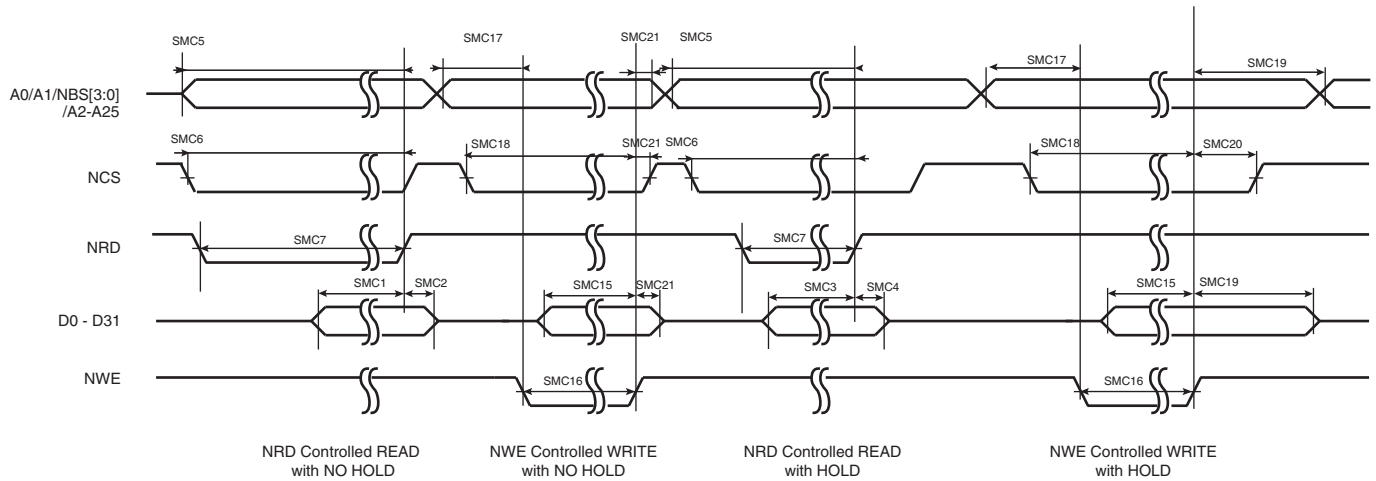 SMC5
SMC17
SMC21
SMC5
SMC17
SMC19
A0/A1/NBS[3:0]
/A2-A25
SMC6
SMC18
SMC21
SMC6
SMC18
SMC20
NCS
SMC7
SMC7
NRD
SMC1
SMC2
SMC15
SMC21
SMC3
SMC4
SMC15
SMC19
D0 - D31
NWE
SMC16
SMC16
NRD Controlled READ
with NO HOLD
NWE Controlled WRITE
with NO HOLD
NRD Controlled READ
with HOLD
NWE Controlled WRITE
with HOLD